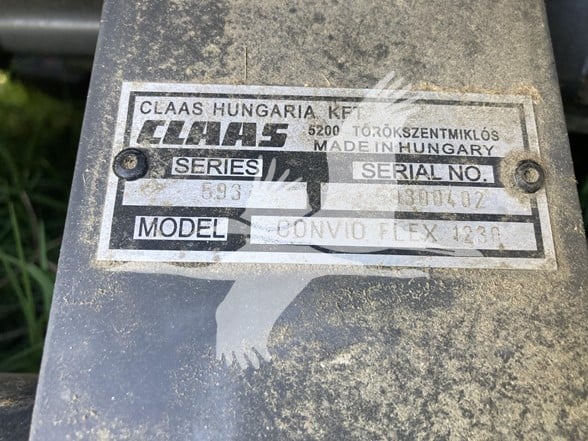 CLAAS HUNGARIA KFT
CLAAS 5200 TÖRÖKSZENTMIKLÓS
MADE IN HUNGARY
SERIES SERIAL NO.
593
MODEL CONVIO FLEX 1230